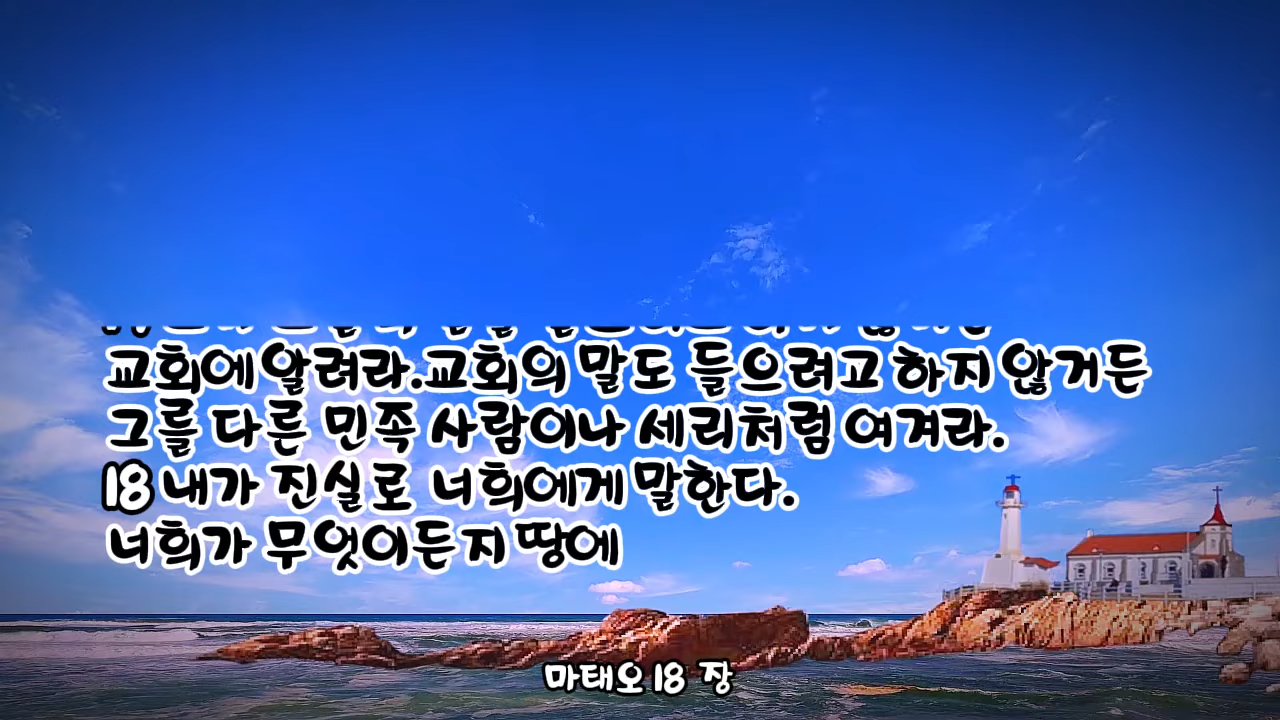 교회에 알려라.교회의 말도 들으려고 하지 않거든
그를 다른 민족 사람이나 세리처럼 여겨라.
18 내가 진실로 너희에게 말한다.
너희가 무엇이든지 땅에
마태오 18 장